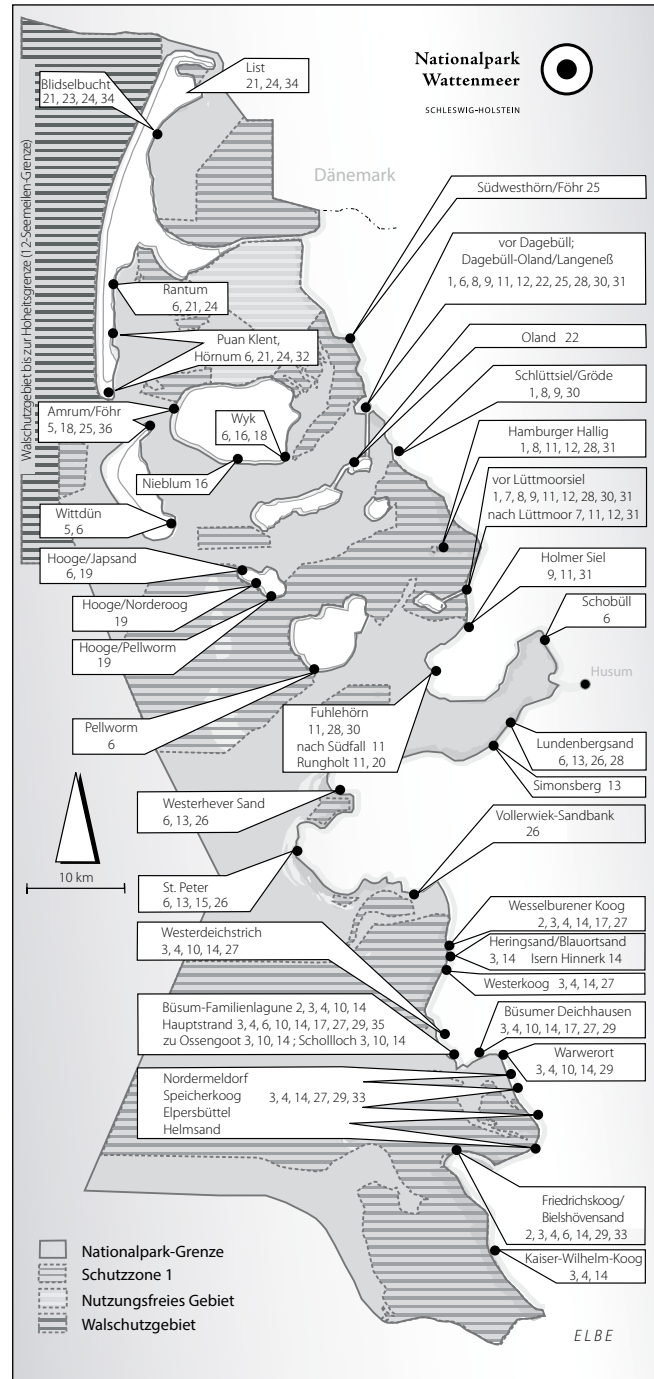 Nationalpark
Wattenmeer
SCHLESWIG-HOLSTEIN
List
21, 24, 34
Blidselbucht
21, 23, 24, 34
Walschutzgebiet bis zur Hoheitsgrenze (12-Seemeilen-Grenze)
Dänemark
Südwesthörn/Föhr 25
vor Dagebüll;
Dagebüll-Oland/Langeneß
1, 6, 8, 9, 11, 12, 22, 25, 28, 30, 31
Rantum
6, 21, 24
Puan Klent,
Hörnum 6, 21, 24, 32
Oland 22
Schlüttsiel/Gröde
1, 8, 9, 30
Amrum/Föhr
5, 18, 25, 36
Wyk
6, 16, 18
Hamburger Hallig
1, 8, 11, 12, 28, 31
Nieblum 16
vor Lüttmoorsiel
1, 7, 8, 9, 11, 12, 28, 30, 31
nach Lüttmoor 7, 11, 12, 31
Wittdün
5, 6
Hooge/Japsand
6, 19
Holmer Siel
9, 11, 31
Hooge/Norderoog
19
Schobüll
6
Hooge/Pellworm
19
Husum
Pellworm
6
Fuhlehörn
11, 28, 30
nach Südfall 11
Rungholt 11, 20
Lundenbergsand
6, 13, 26, 28
Simonsberg 13
Westerhever Sand
6, 13, 26
Vollerwiek-Sandbank
26
10 km
St. Peter
6, 13, 15, 26
Wesselburener Koog
2, 3, 4, 14, 17, 27
Westerdeichstrich
3, 4, 10, 14, 27
Heringsand/Blauortsand
3, 14 Isern Hinnerk 14
Westerkoog 3, 4, 14, 27
Büsum-Familienlagune 2, 3, 4, 10, 14
Hauptstrand 3, 4, 6, 10, 14, 17, 27, 29, 35
zu Ossengoot 3, 10, 14 ; Schollloch 3, 10, 14
Büsumer Deichhausen
3, 4, 10, 14, 17, 27, 29
Warwerort
3, 4, 10, 14, 29
Nordermeldorf
Speicherkoog 3, 4, 14, 27, 29, 33
Elpersbüttel
Helmsand
Friedrichskoog/
Bielshövensand
2, 3, 4, 6, 14, 29, 33
Kaiser-Wilhelm-Koog
3, 4, 14
Nationalpark-Grenze
Schutzzone 1
Nutzungsfreies Gebiet
Walschutzgebiet
ELBE